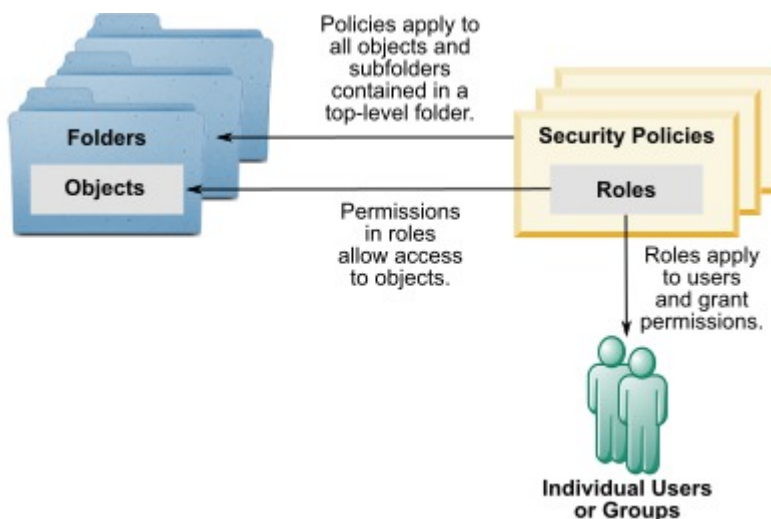 Policies apply to
all objects and
subfolders
contained in a
top-level folder.
Folders
Security Policies
Objects
Roles
Permissions
in roles
allow access
to objects.
Roles apply
to users
and grant
permissions.
Individual Users
or Groups